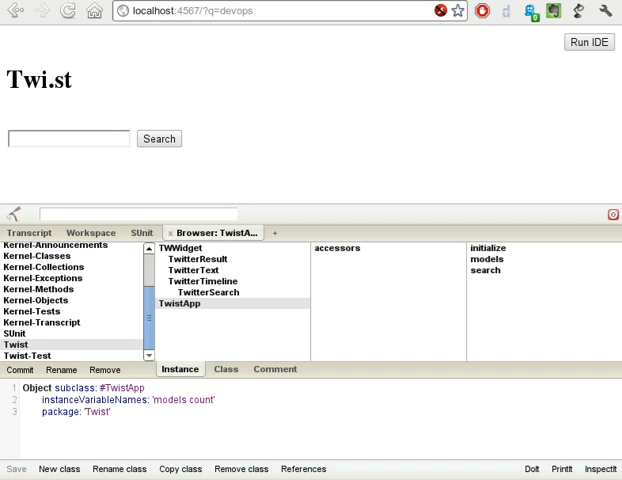 localhost:4567/?q=devops
Run IDE
Twi.st
Search
Transcript Workspace SUnit x Browser: TwistA... +
Kernel-Announcements
Kernel-Classes
Kernel-Collections
Kernel-Exceptions
Kernel-Methods
Kernel-Objects
Kernel-Tests
Kernel-Transcript
SUnit
Twist
Twist-Test
TWWidget
TwitterResult
TwitterText
TwitterTimeline
TwitterSearch
TwistApp
accessors
initialize
models
search
Commit Rename Remove
Instance Class Comment
1 Object subclass: #TwistApp
2 instanceVariableNames: 'models count'
3 package: 'Twist'
Save New class Rename class Copy class Remove class References DoIt PrintIt InspectIt